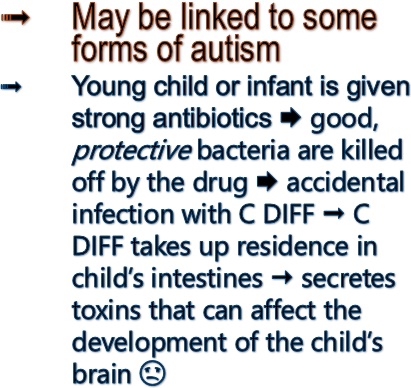 ➟ May be linked to some
forms of autism
➟ Young child or infant is given
strong antibiotics 🡆 good,
protective bacteria are killed
off by the drug 🡆 accidental
infection with C DIFF → C
DIFF takes up residence in
child’s intestines → secretes
toxins that can affect the
development of the child’s
brain ☹